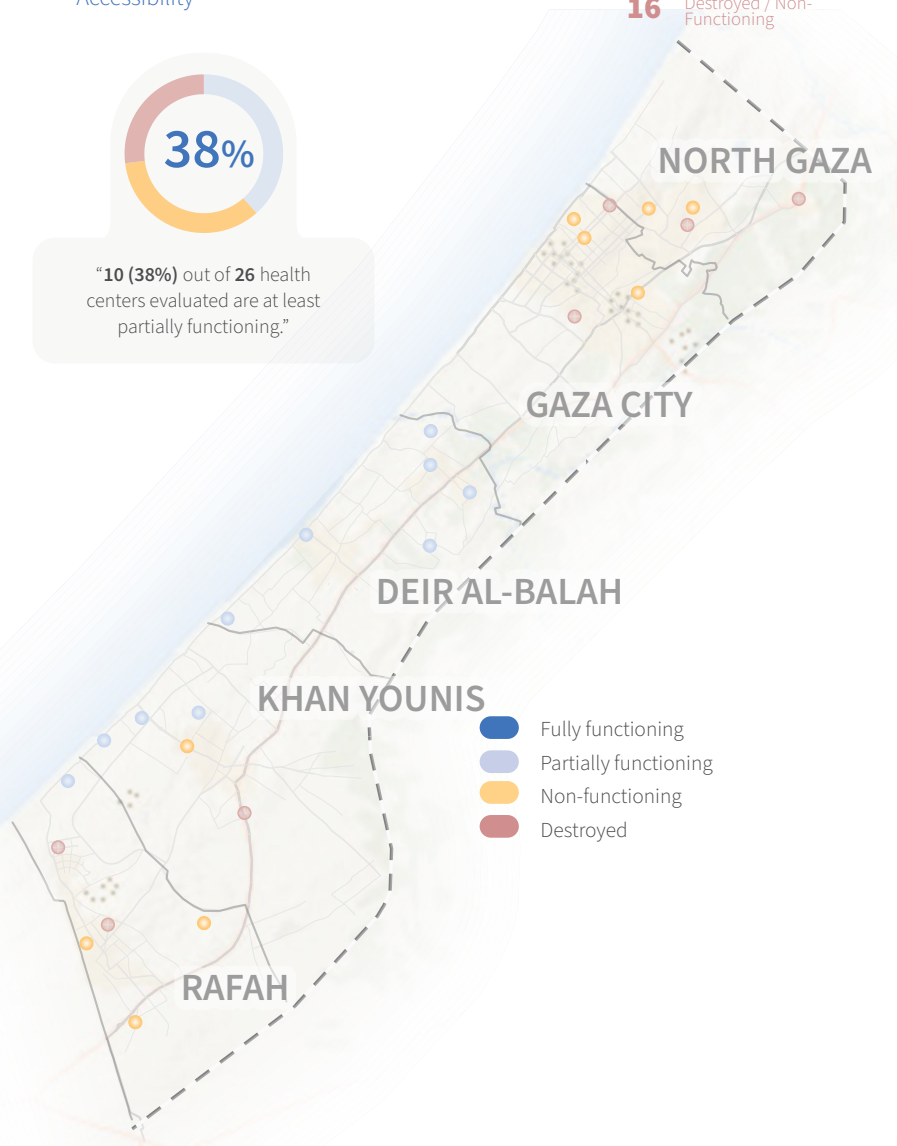 Accessibility
16
Destroyed / Non-
Functioning
38%
“10 (38%) out of 26 health
centers evaluated are at least
partially functioning.”
NORTH GAZA
GAZA CITY
DEIR AL-BALAH
KHAN YOUNIS
Fully functioning
Partially functioning
Non-functioning
Destroyed
RAFAH